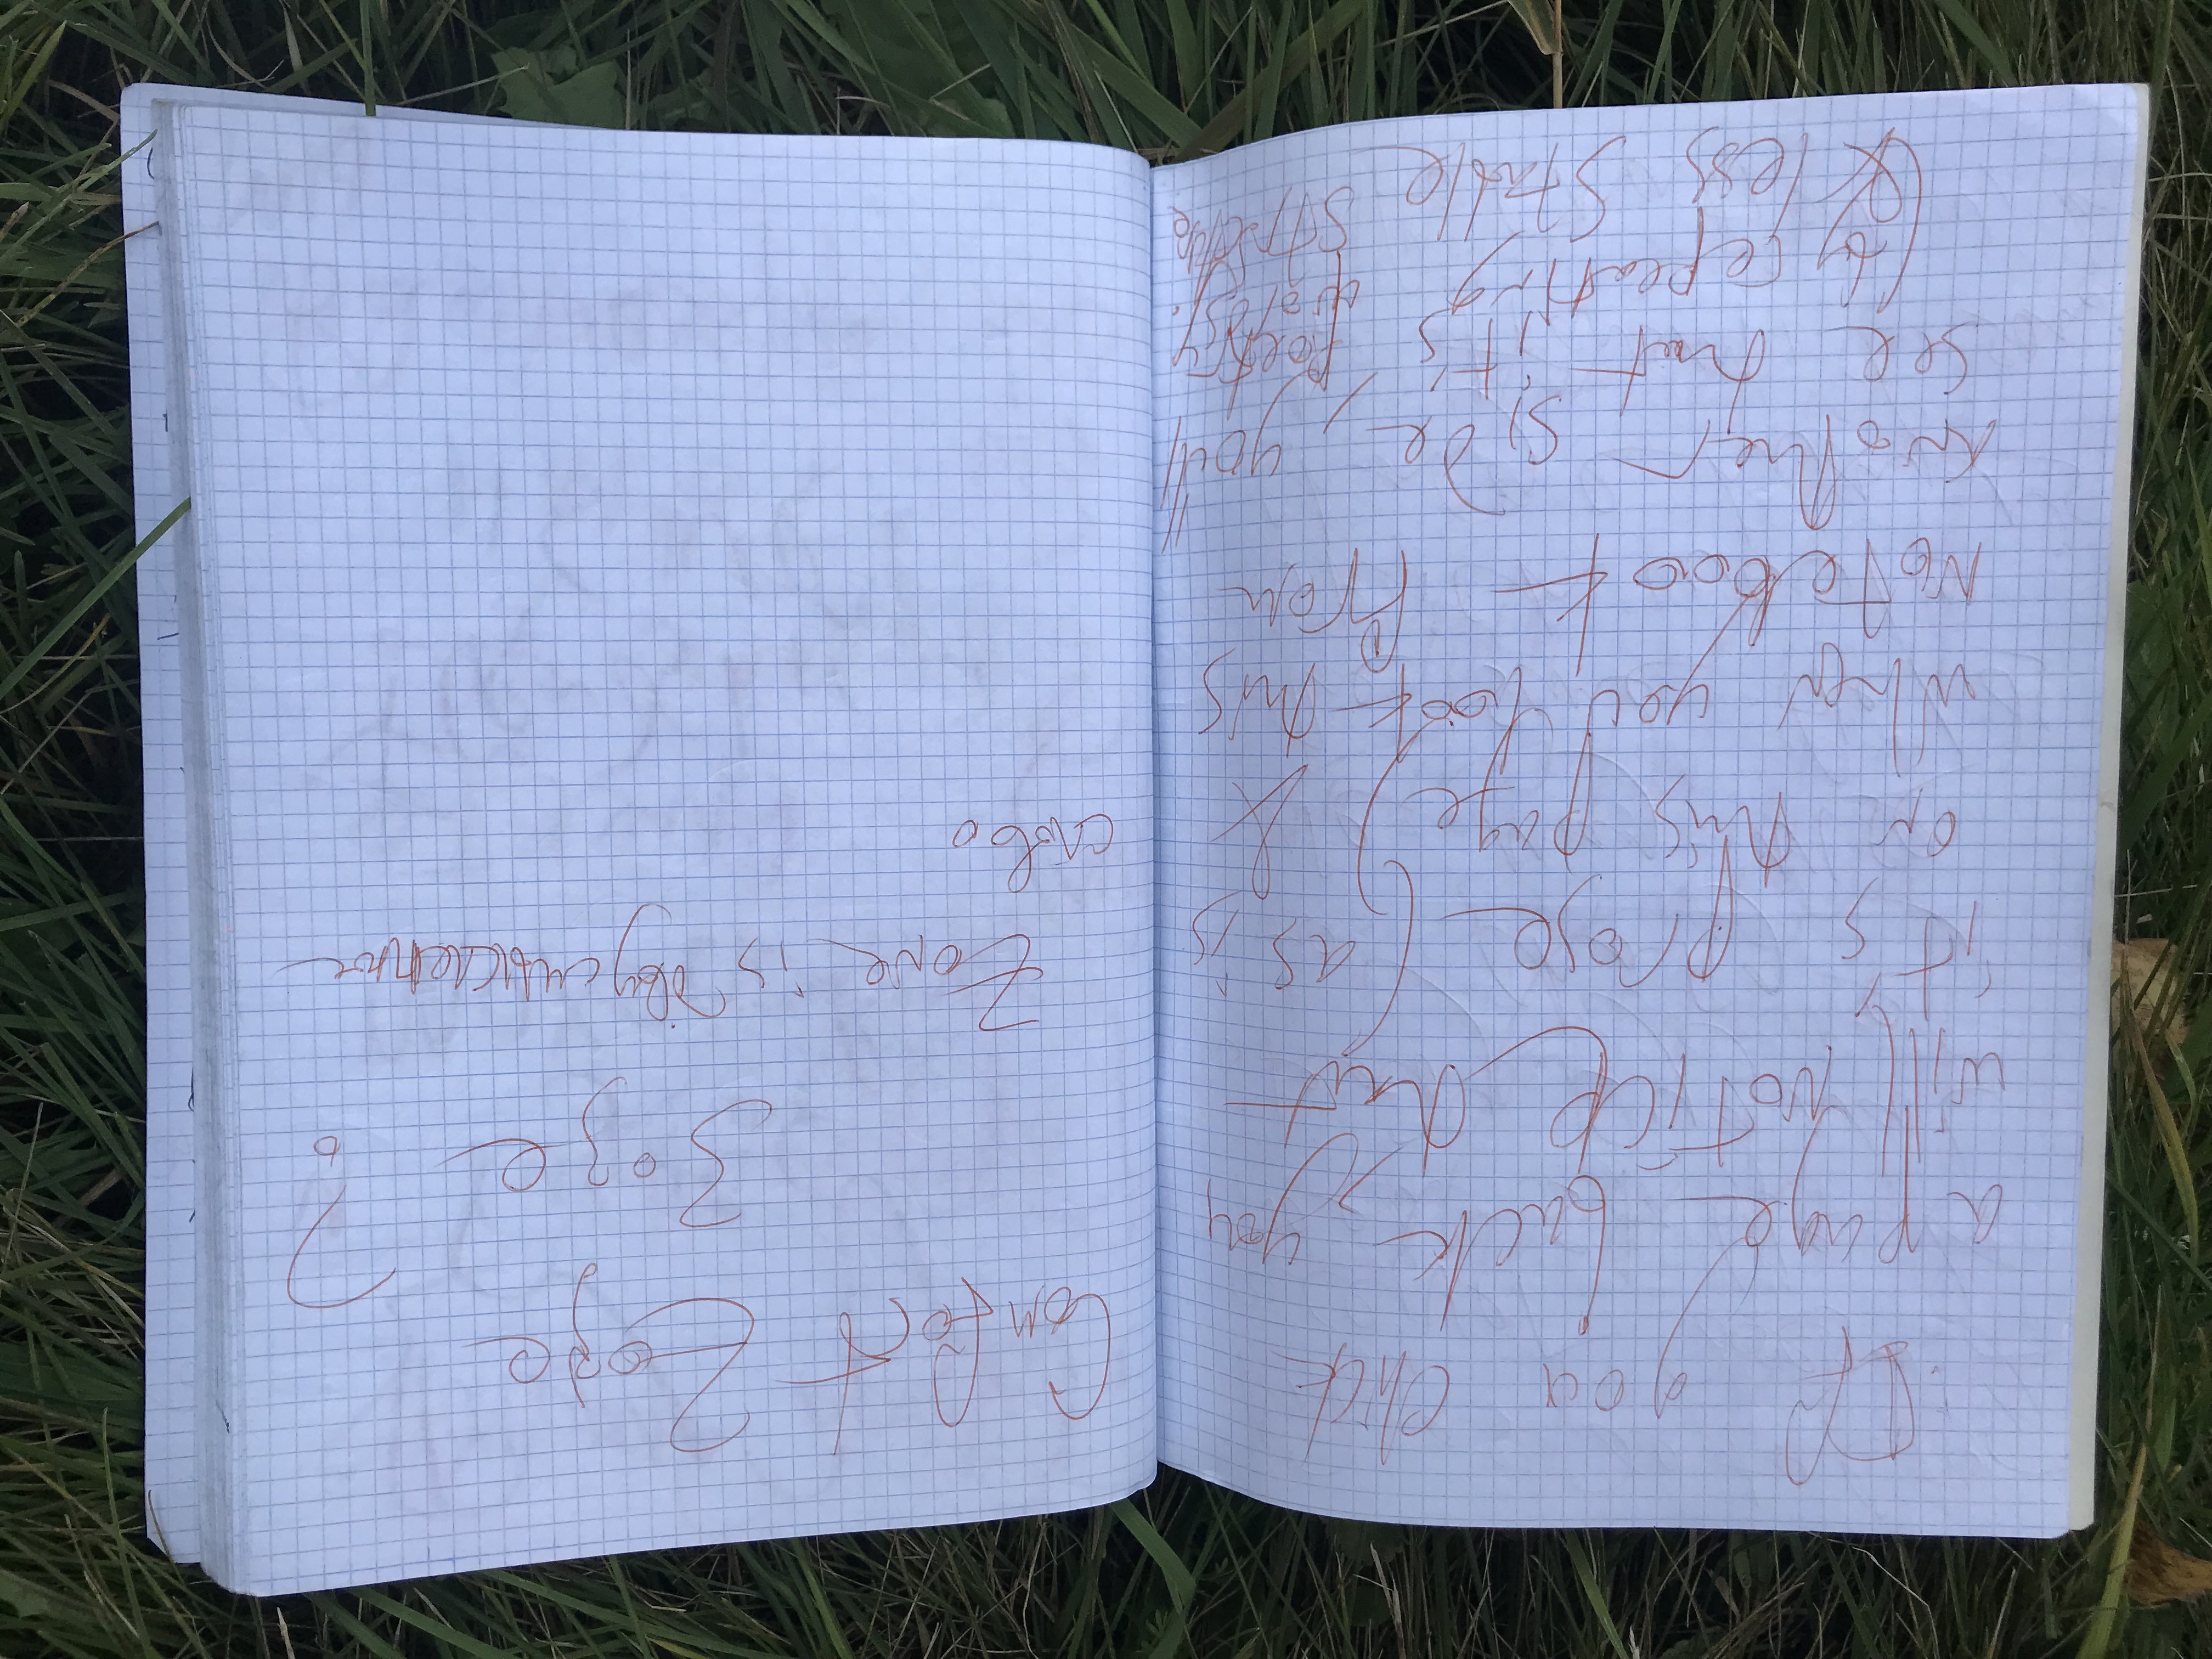 If you click
a page back you
will notice that
it's prose (as is
on this page) &
when you look this
notebook from
another side, you'll
see that it's poetry
(by repeating words
& less stable structure
Comfort Zoze
Зозе ?
Zone is двусмысленное
слово